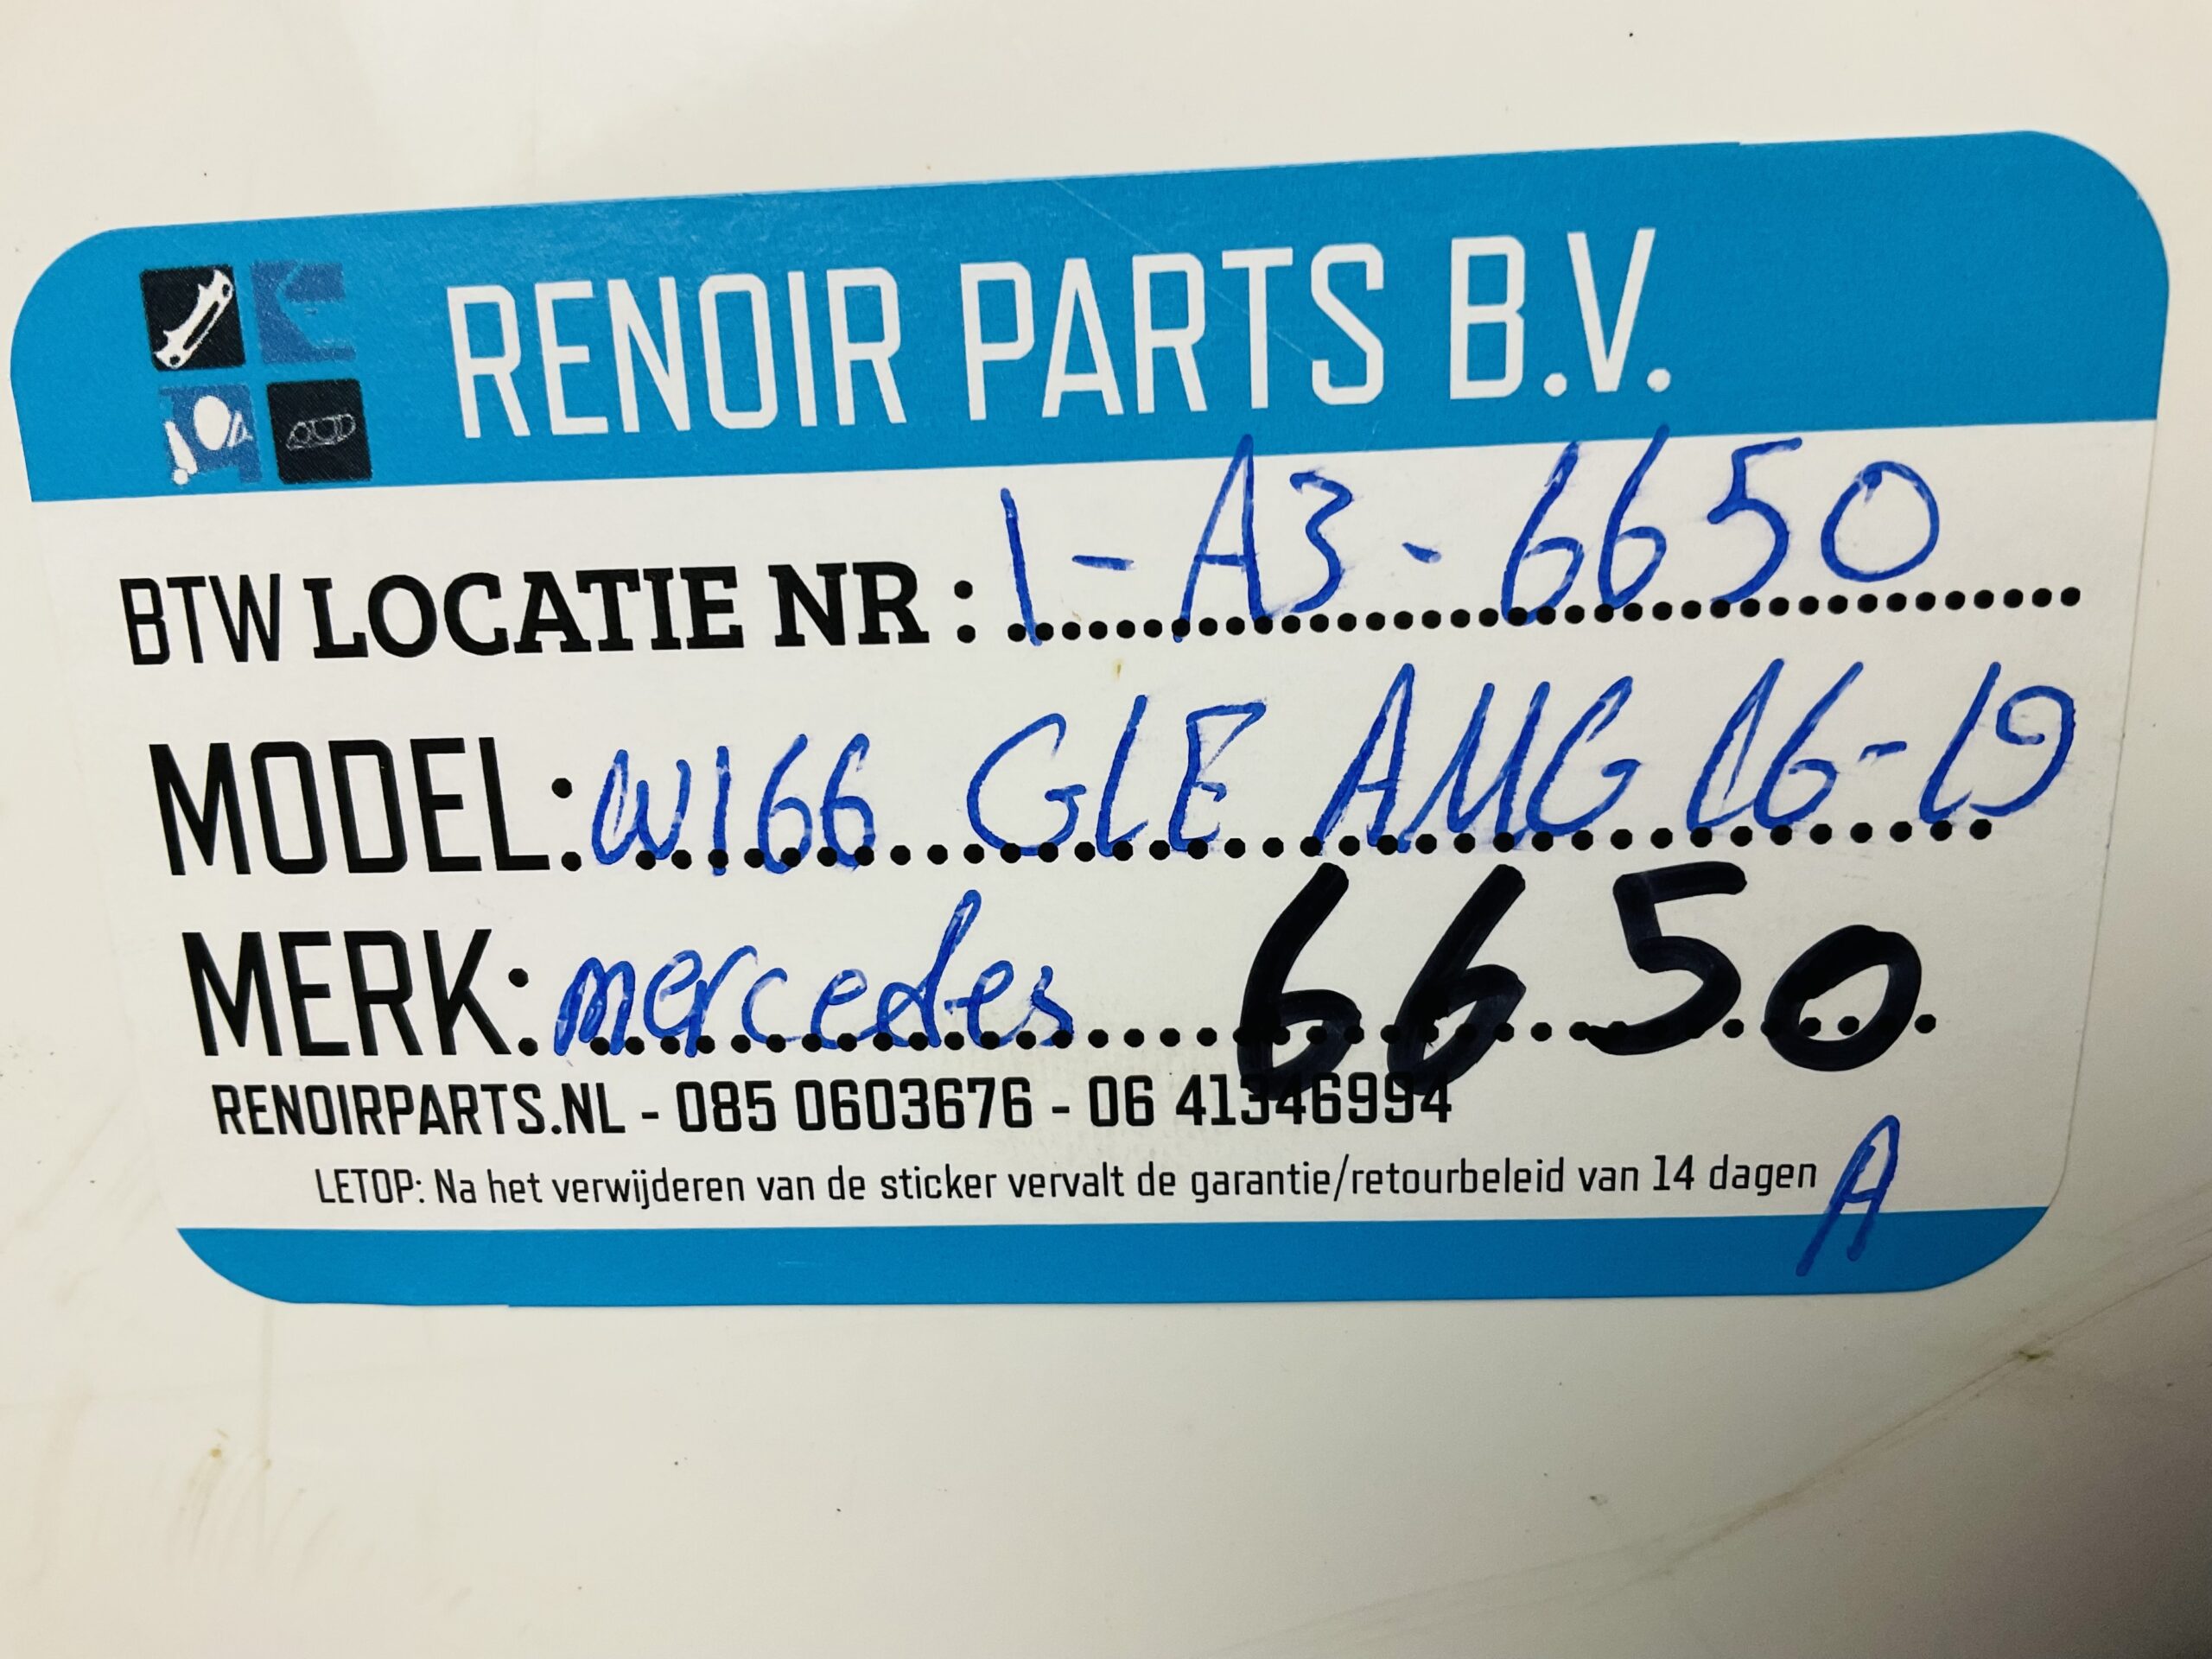 RENOIR PARTS B.V.
BTW LOCATIE NR : 1-A3-6650
MODEL: W166 GLE AMG 16-19
MERK: mercedes 6650
RENOIRPARTS.NL - 085 0603676 - 06 41346994
LETOP: Na het verwijderen van de sticker vervalt de garantie/retourbeleid van 14 dagen
A